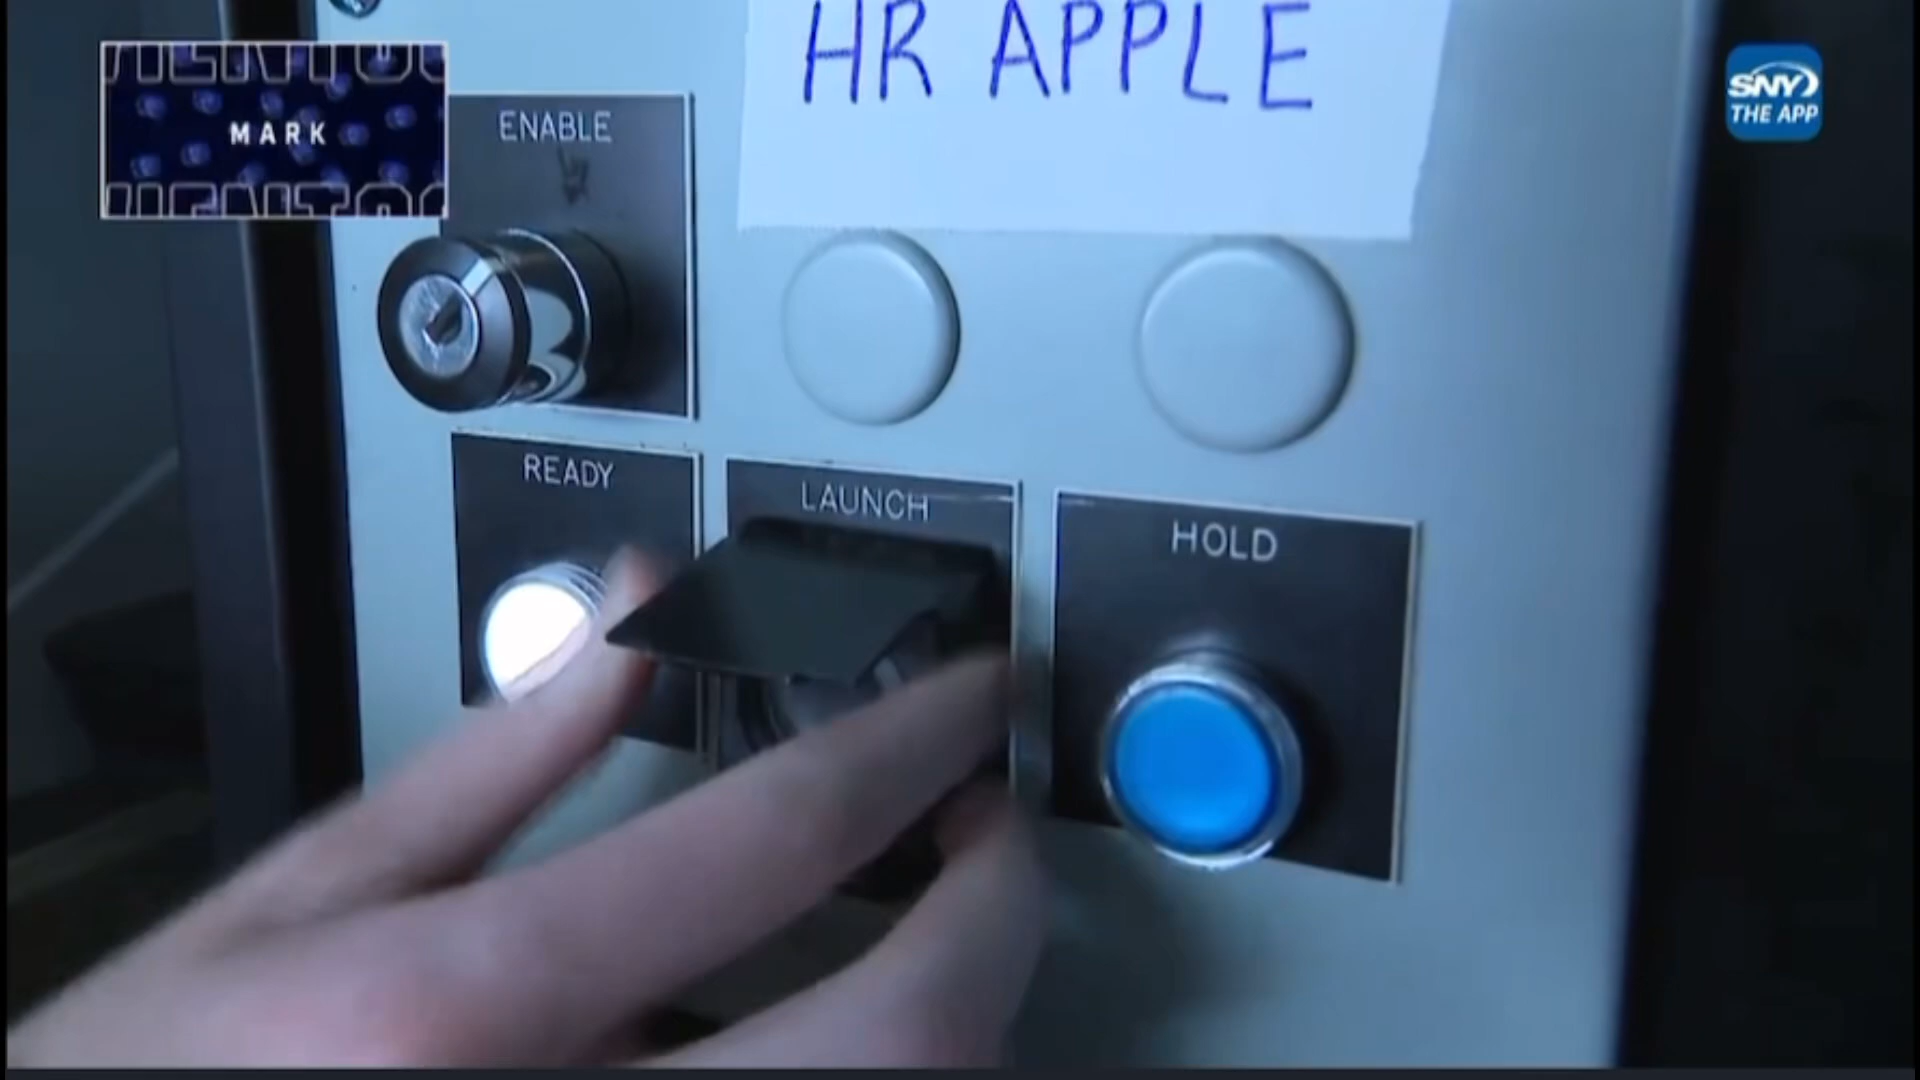 HR APPLE
MARK
ENABLE
SNY
THE APP
READY
LAUNCH
HOLD